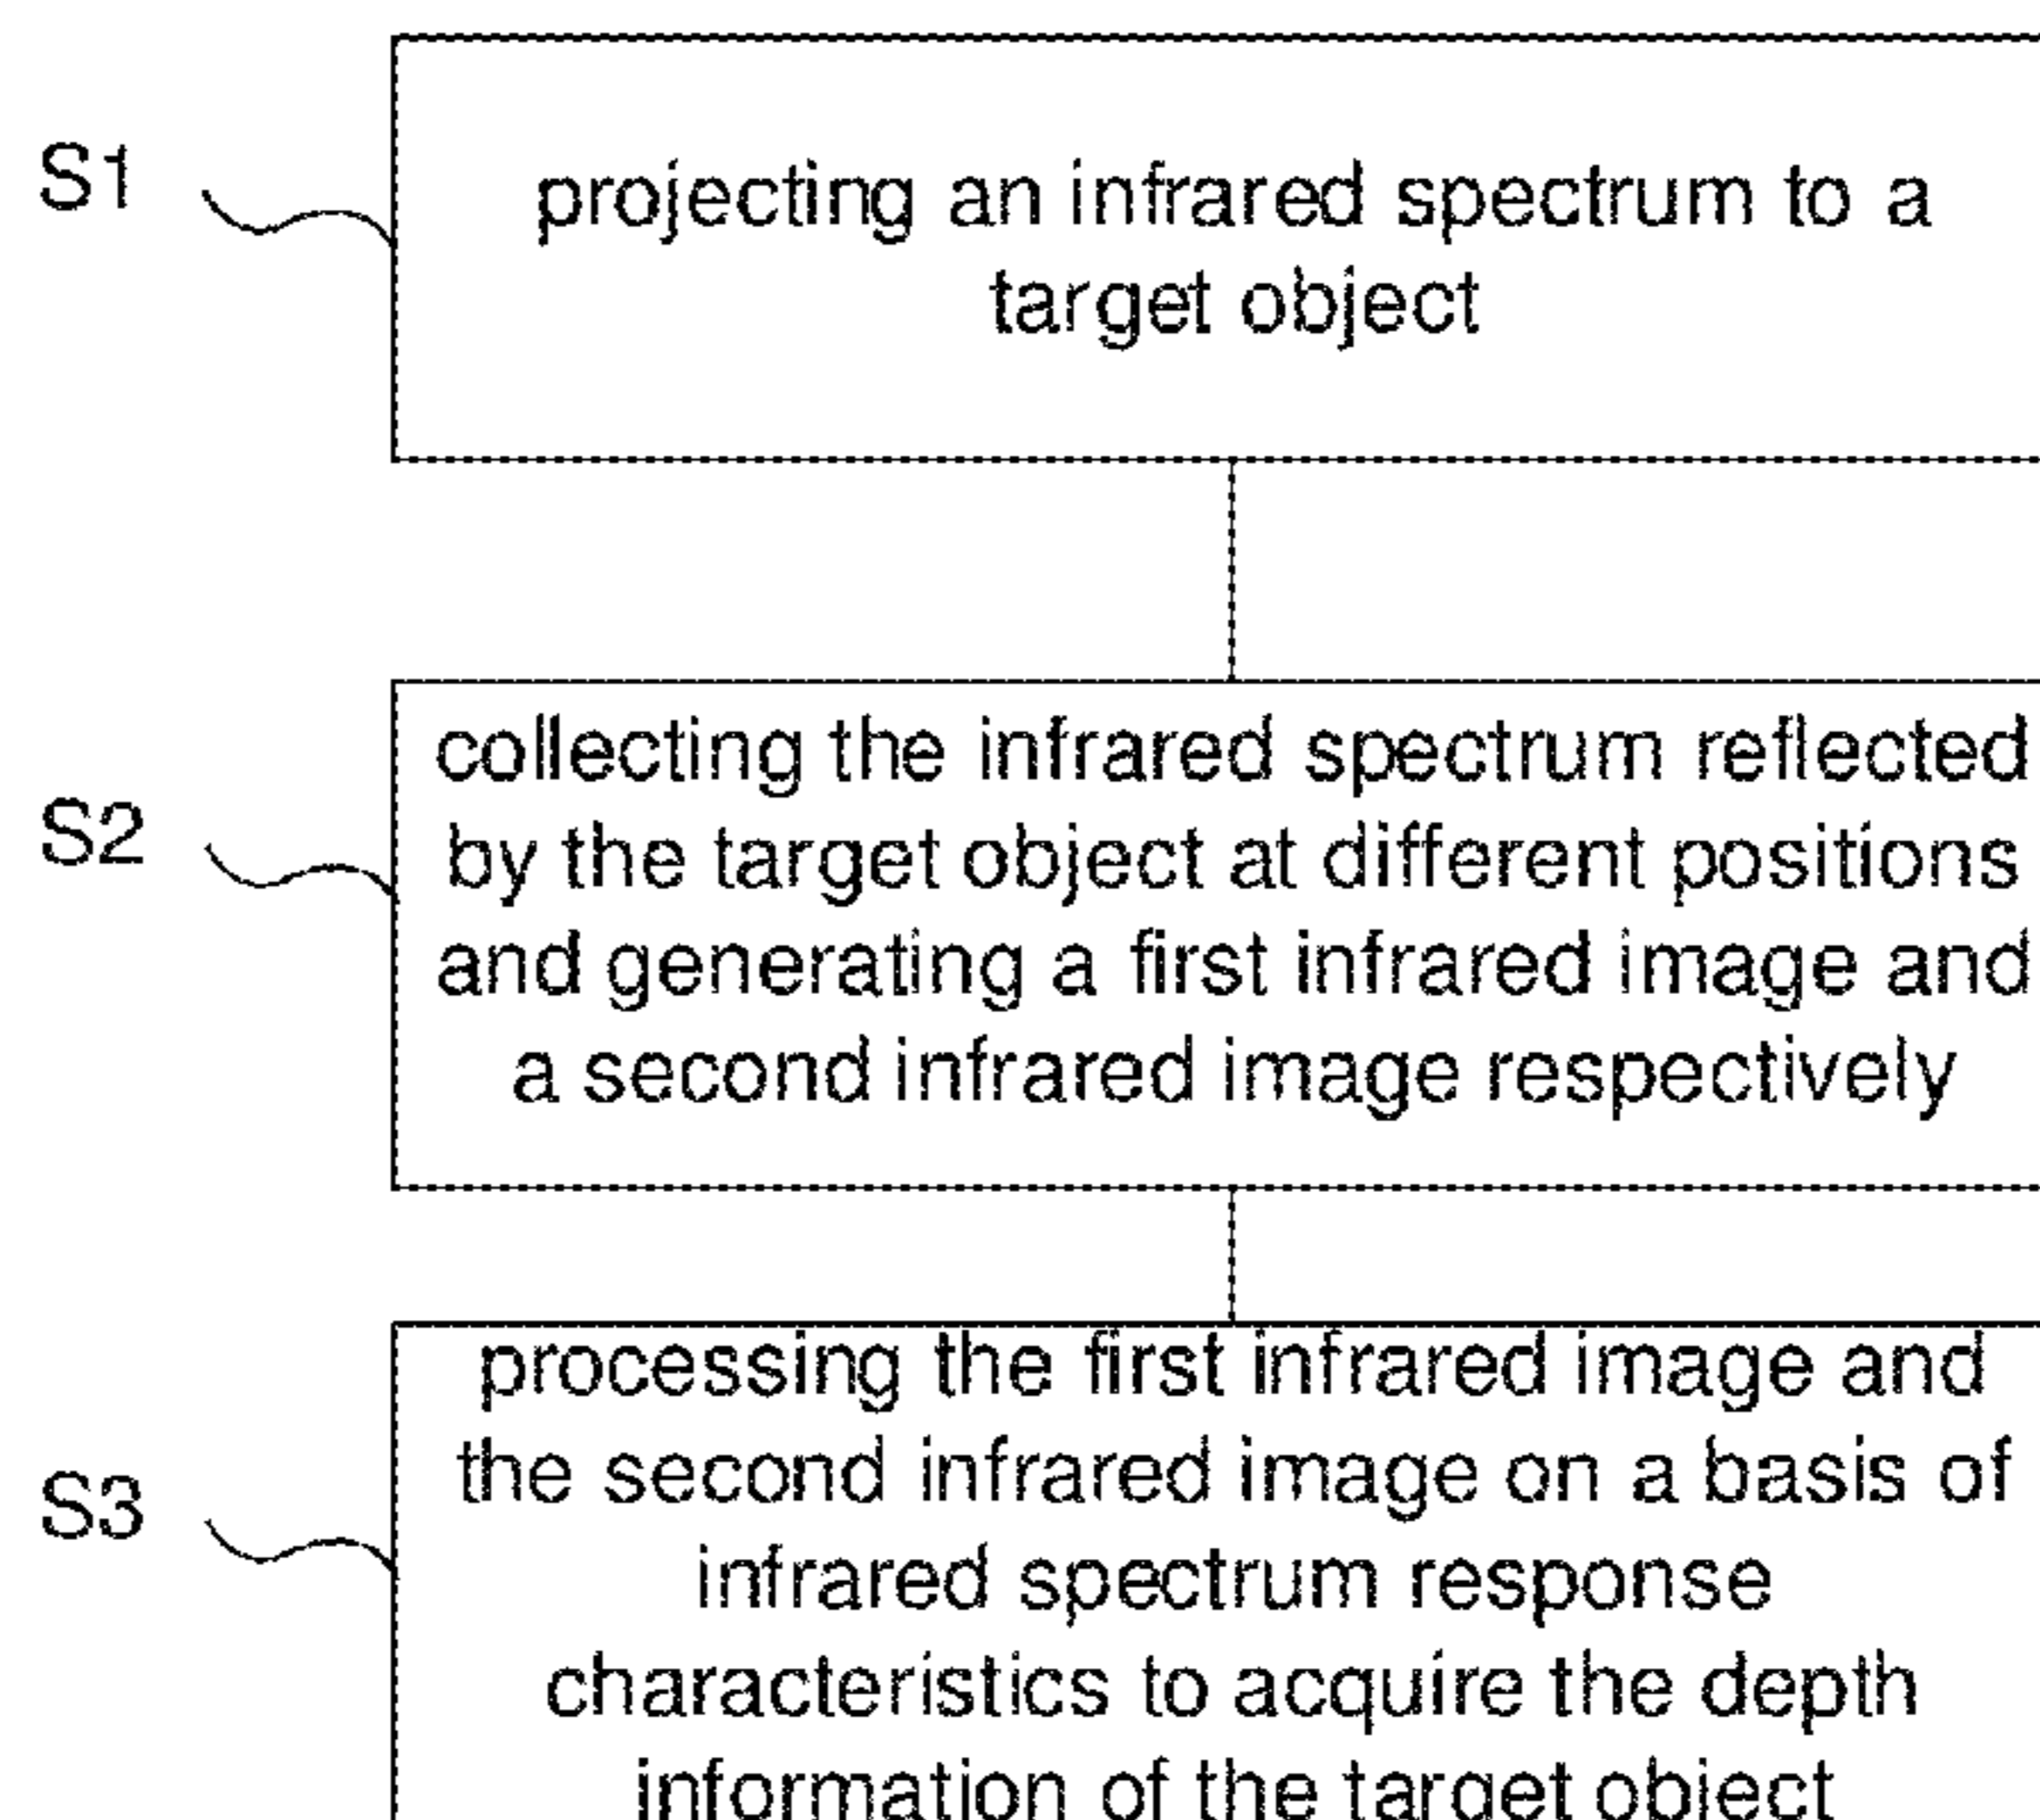 S1
projecting an infrared spectrum to a
target object
S2
collecting the infrared spectrum reflected
by the target object at different positions
and generating a first infrared image and
a second infrared image respectively
S3
processing the first infrared image and
the second infrared image on a basis of
infrared spectrum response
characteristics to acquire the depth
information of the target object